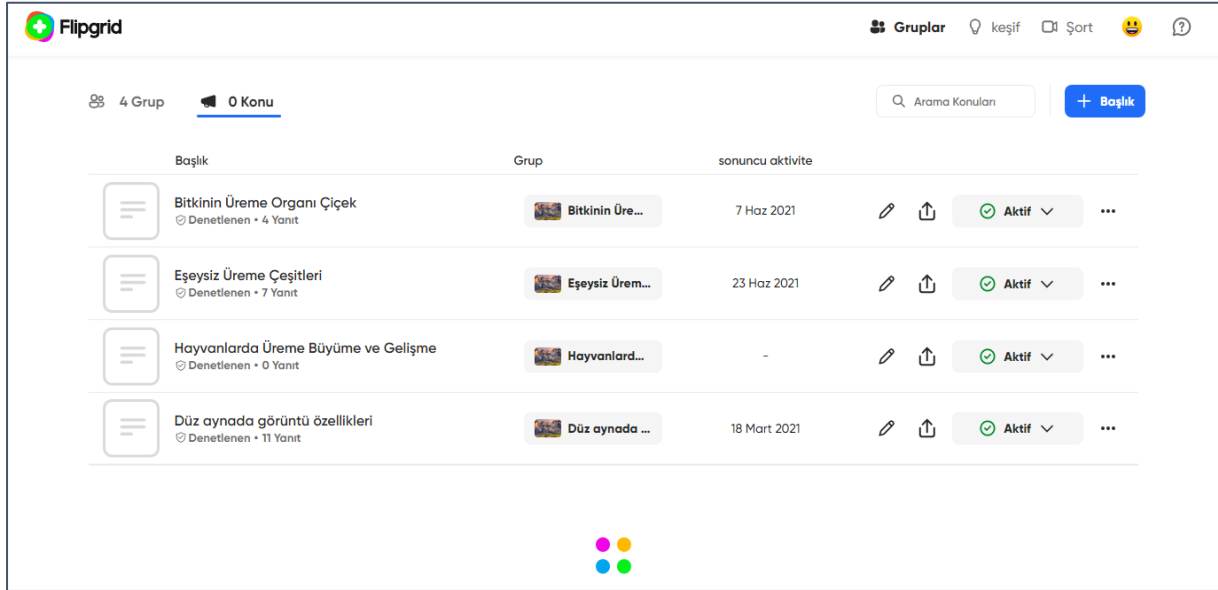 Flipgrid
Gruplar keşif Şort
4 Grup 0 Konu Arama Konuları + Başlık
Başlık Grup sonuncu aktivite
Bitkinin Üreme Organı Çiçek
Denetlenen • 4 Yanıt
Bitkinin Üre... 7 Haz 2021 Aktif
Eşeysiz Üreme Çeşitleri
Denetlenen • 7 Yanıt
Eşeysiz Ürem... 23 Haz 2021 Aktif
Hayvanlarda Üreme Büyüme ve Gelişme
Denetlenen • 0 Yanıt
Hayvanlard... - Aktif
Düz aynada görüntü özellikleri
Denetlenen • 11 Yanıt
Düz aynada ... 18 Mart 2021 Aktif